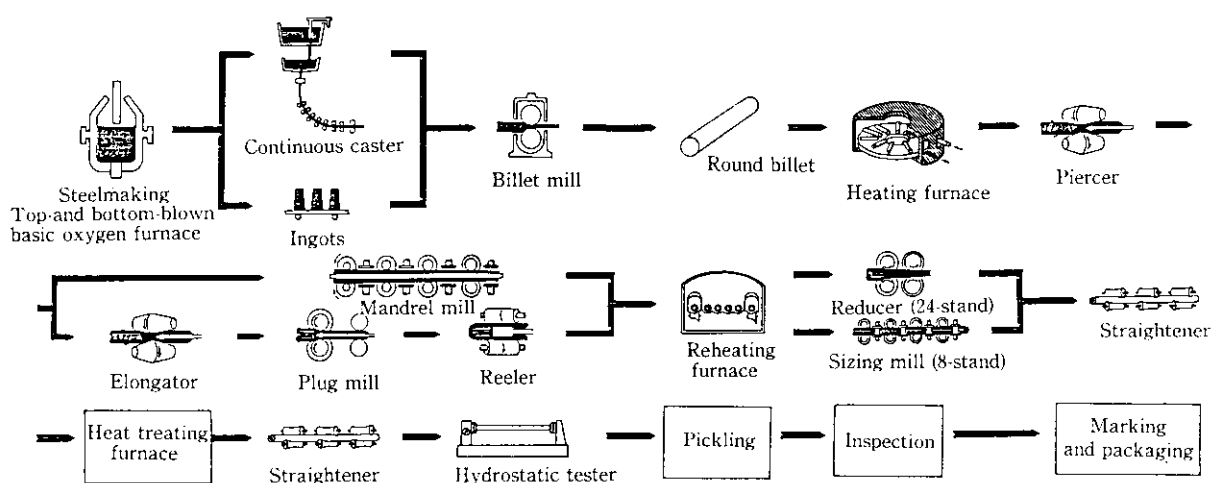 Continuous caster
Steelmaking
Top-and bottom-blown
basic oxygen furnace
Ingots
Billet mill
Round billet
Heating furnace
Piercer
Mandrel mill
Elongator
Plug mill
Reeler
Reheating
furnace
Reducer (24-stand)
Sizing mill (8-stand)
Straightener
Heat treating
furnace
Straightener
Hydrostatic tester
Pickling
Inspection
Marking
and packaging